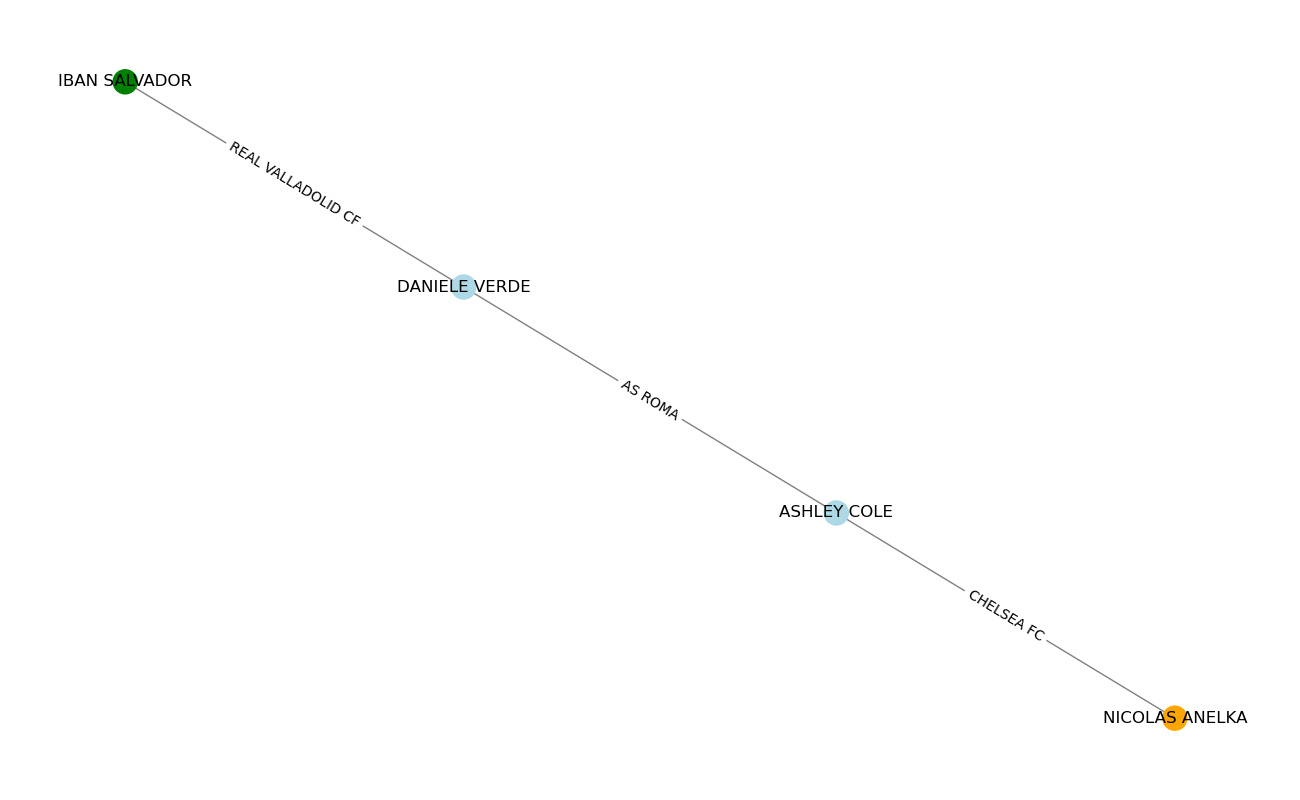 IBAN SALVADOR
REAL VALLADOLID CF
DANIELE VERDE
AS ROMA
ASHLEY COLE
CHELSEA FC
NICOLAS ANELKA